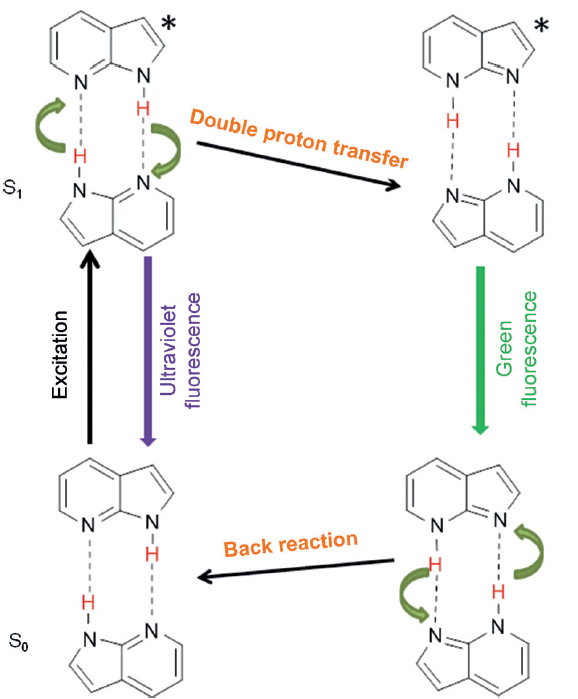 *
*
N
N
N
N
H
H
H
H
Double proton transfer
S1
N
N
N
N
Excitation
Ultraviolet
fluorescence
Green
fluorescence
N
N
N
N
H
H
Back reaction
H
H
S0
N
N
N
N